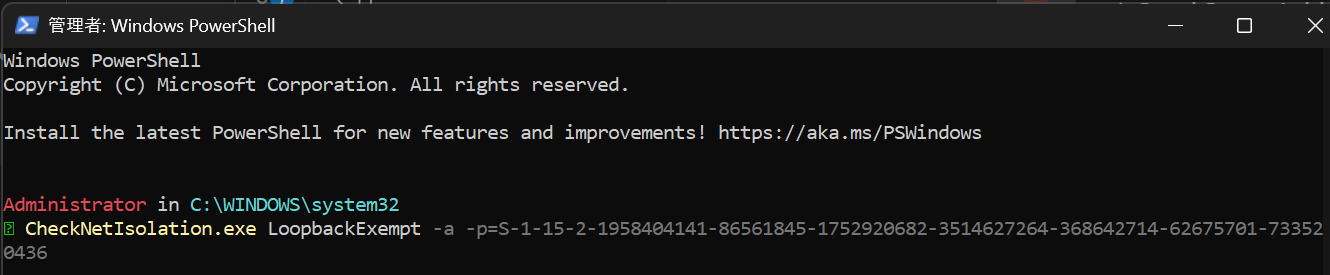 管理者: Windows PowerShell
Windows PowerShell
Copyright (C) Microsoft Corporation. All rights reserved.
Install the latest PowerShell for new features and improvements! https://aka.ms/PSWindows
Administrator in C:\WINDOWS\system32
CheckNetIsolation.exe LoopbackExempt -a -p=S-1-15-2-1958404141-86561845-1752920682-3514627264-368642714-62675701-73352
0436